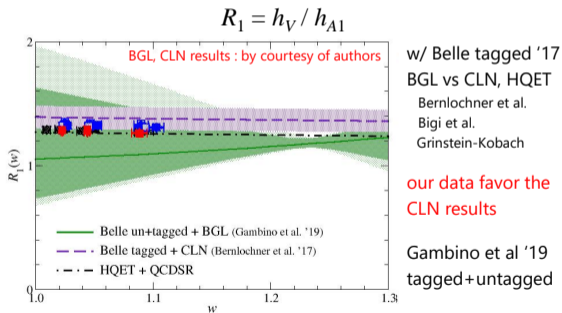 R₁ = h_V / h_A1
BGL, CLN results : by courtesy of authors
2
1
0
R₁(w)
Belle un+tagged + BGL (Gambino et al. '19)
Belle tagged + CLN (Bernlochner et al. '17)
HQET + QCDSR
1.0
1.1
1.2
1.3
w
w/ Belle tagged '17
BGL vs CLN, HQET
Bernlochner et al.
Bigi et al.
Grinstein-Kobach
our data favor the
CLN results
Gambino et al '19
tagged+untagged